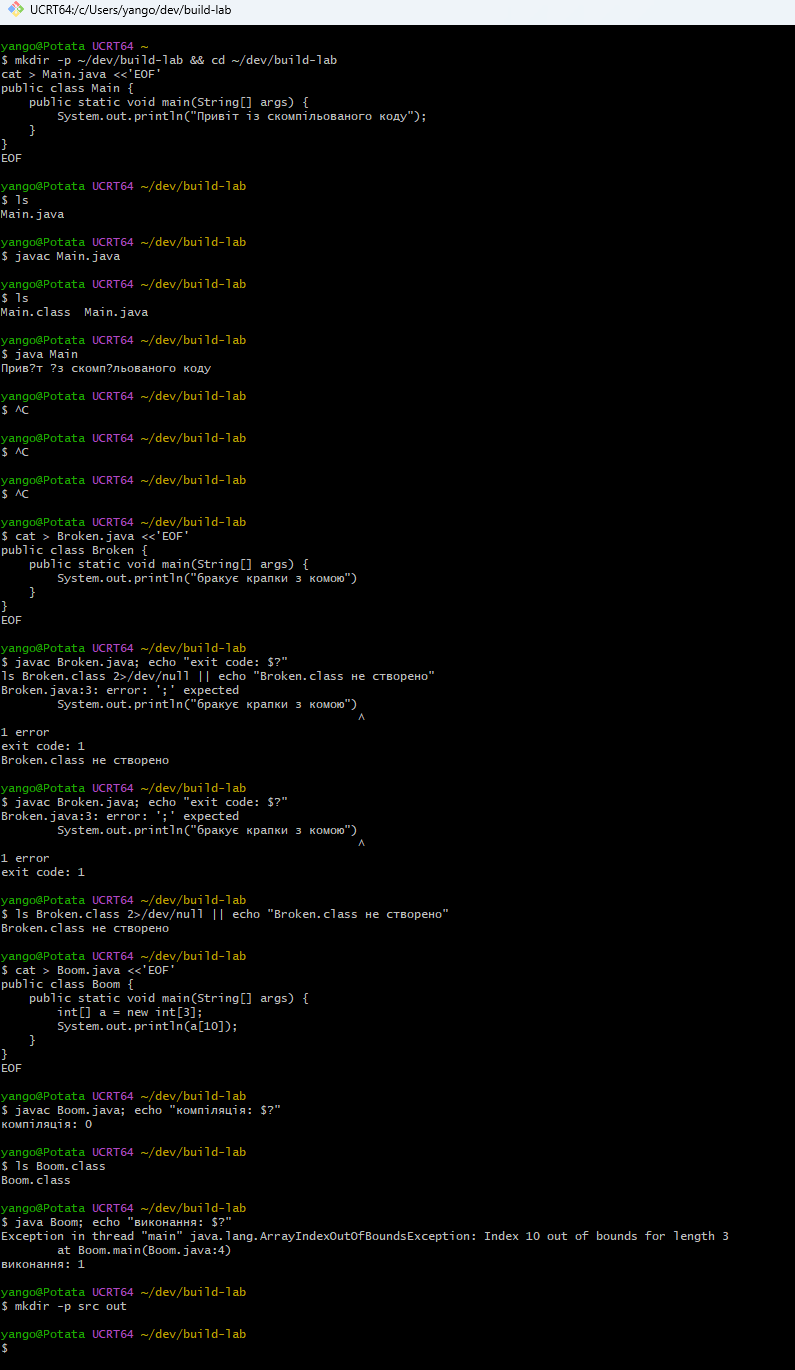 UCRT64:/c/Users/yango/dev/build-lab
yango@Potata UCRT64 ~
$ mkdir -p ~/dev/build-lab && cd ~/dev/build-lab
cat > Main.java <<'EOF'
public class Main {
    public static void main(String[] args) {
        System.out.println("Привіт із скомпільованого коду");
    }
}
EOF
yango@Potata UCRT64 ~/dev/build-lab
$ ls
Main.java
yango@Potata UCRT64 ~/dev/build-lab
$ javac Main.java
yango@Potata UCRT64 ~/dev/build-lab
$ ls
Main.class  Main.java
yango@Potata UCRT64 ~/dev/build-lab
$ java Main
Прив?т ?з скомп?льованого коду
yango@Potata UCRT64 ~/dev/build-lab
$ ^C
yango@Potata UCRT64 ~/dev/build-lab
$ ^C
yango@Potata UCRT64 ~/dev/build-lab
$ ^C
yango@Potata UCRT64 ~/dev/build-lab
$ cat > Broken.java <<'EOF'
public class Broken {
    public static void main(String[] args) {
        System.out.println("бракує крапки з комою")
    }
}
EOF
yango@Potata UCRT64 ~/dev/build-lab
$ javac Broken.java; echo "exit code: $?"
ls Broken.class 2>/dev/null || echo "Broken.class не створено"
Broken.java:3: error: ';' expected
        System.out.println("бракує крапки з комою")
                                                   ^
1 error
exit code: 1
Broken.class не створено
yango@Potata UCRT64 ~/dev/build-lab
$ javac Broken.java; echo "exit code: $?"
Broken.java:3: error: ';' expected
        System.out.println("бракує крапки з комою")
                                                   ^
1 error
exit code: 1
yango@Potata UCRT64 ~/dev/build-lab
$ ls Broken.class 2>/dev/null || echo "Broken.class не створено"
Broken.class не створено
yango@Potata UCRT64 ~/dev/build-lab
$ cat > Boom.java <<'EOF'
public class Boom {
    public static void main(String[] args) {
        int[] a = new int[3];
        System.out.println(a[10]);
    }
}
EOF
yango@Potata UCRT64 ~/dev/build-lab
$ javac Boom.java; echo "компіляція: $?"
компіляція: 0
yango@Potata UCRT64 ~/dev/build-lab
$ ls Boom.class
Boom.class
yango@Potata UCRT64 ~/dev/build-lab
$ java Boom; echo "виконання: $?"
Exception in thread "main" java.lang.ArrayIndexOutOfBoundsException: Index 10 out of bounds for length 3
        at Boom.main(Boom.java:4)
виконання: 1
yango@Potata UCRT64 ~/dev/build-lab
$ mkdir -p src out
yango@Potata UCRT64 ~/dev/build-lab
$